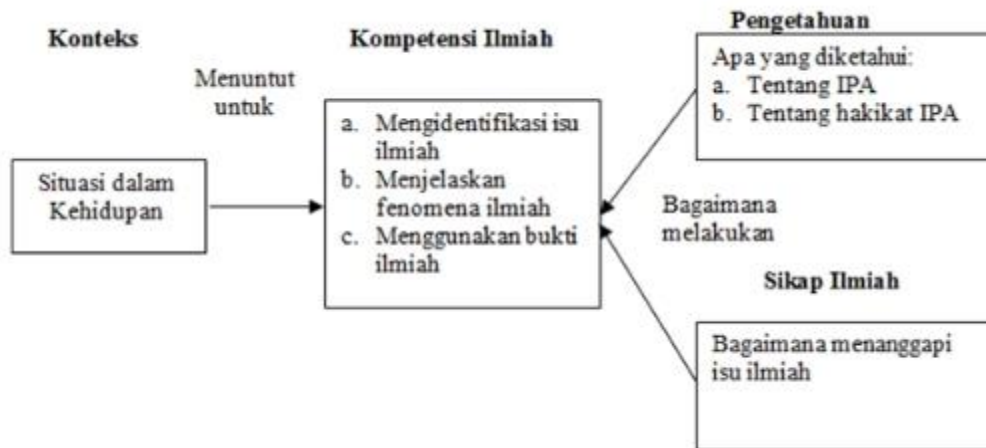 Konteks
Menuntut
untuk
Situasi dalam
Kehidupan
Kompetensi Ilmiah
a. Mengidentifikasi isu
ilmiah
b. Menjelaskan
fenomena ilmiah
c. Menggunakan bukti
ilmiah
Pengetahuan
Apa yang diketahui:
a. Tentang IPA
b. Tentang hakikat IPA
Bagaimana
melakukan
Sikap Ilmiah
Bagaimana menanggapi
isu ilmiah